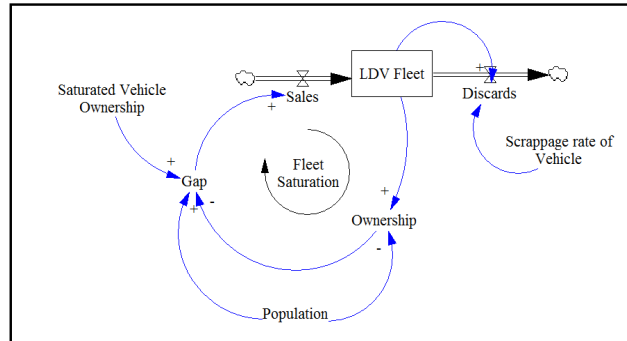 LDV Fleet
+
Saturated Vehicle
Ownership
Sales
Discards
+
Scrappage rate of
Vehicle
+
Fleet
Saturation
Gap
-
+
+
Ownership
-
Population